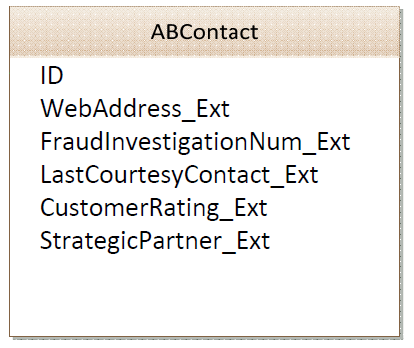 ABContact
ID
WebAddress_Ext
FraudInvestigationNum_Ext
LastCourtesyContact_Ext
CustomerRating_Ext
StrategicPartner_Ext